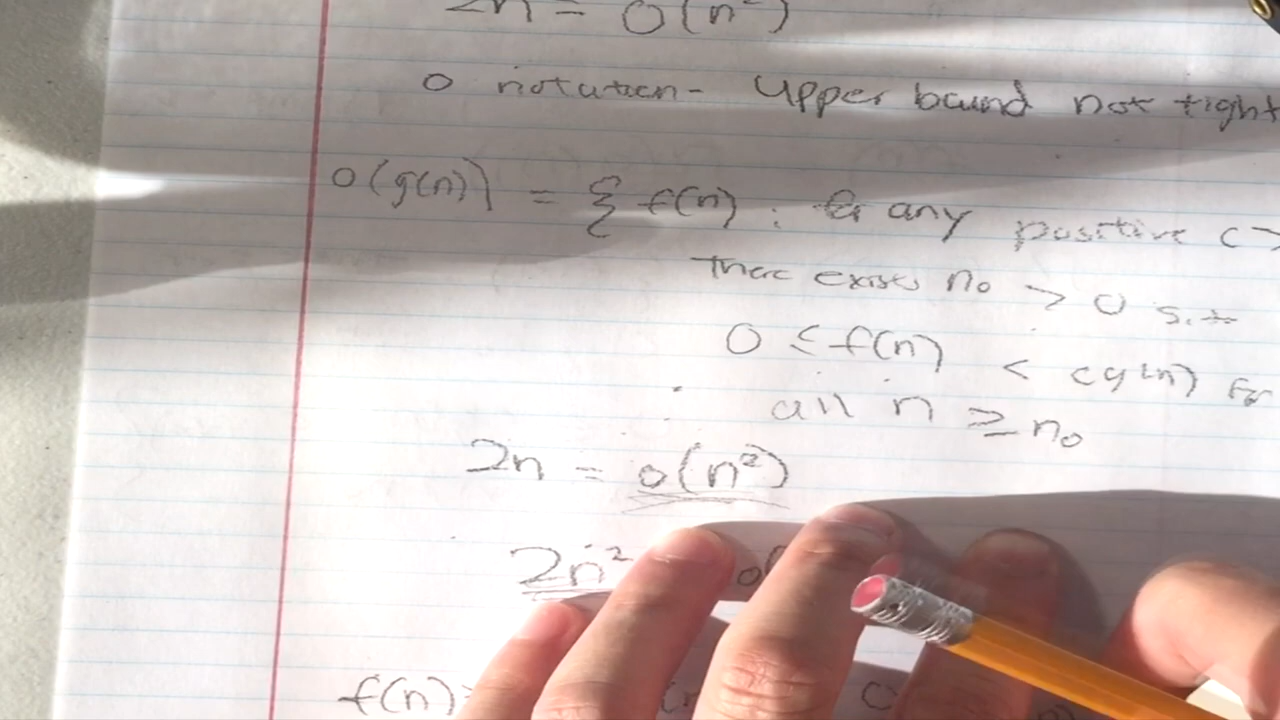 2n = O(n²)
o notation- Upper bound not tight
o(g(n)) = { f(n) : for any positive c >
There exists n₀ > 0 s.t
0 ≤ f(n) < cg(n) for
all n ≥ n₀
2n = o(n²)
2n² o(
f(n)